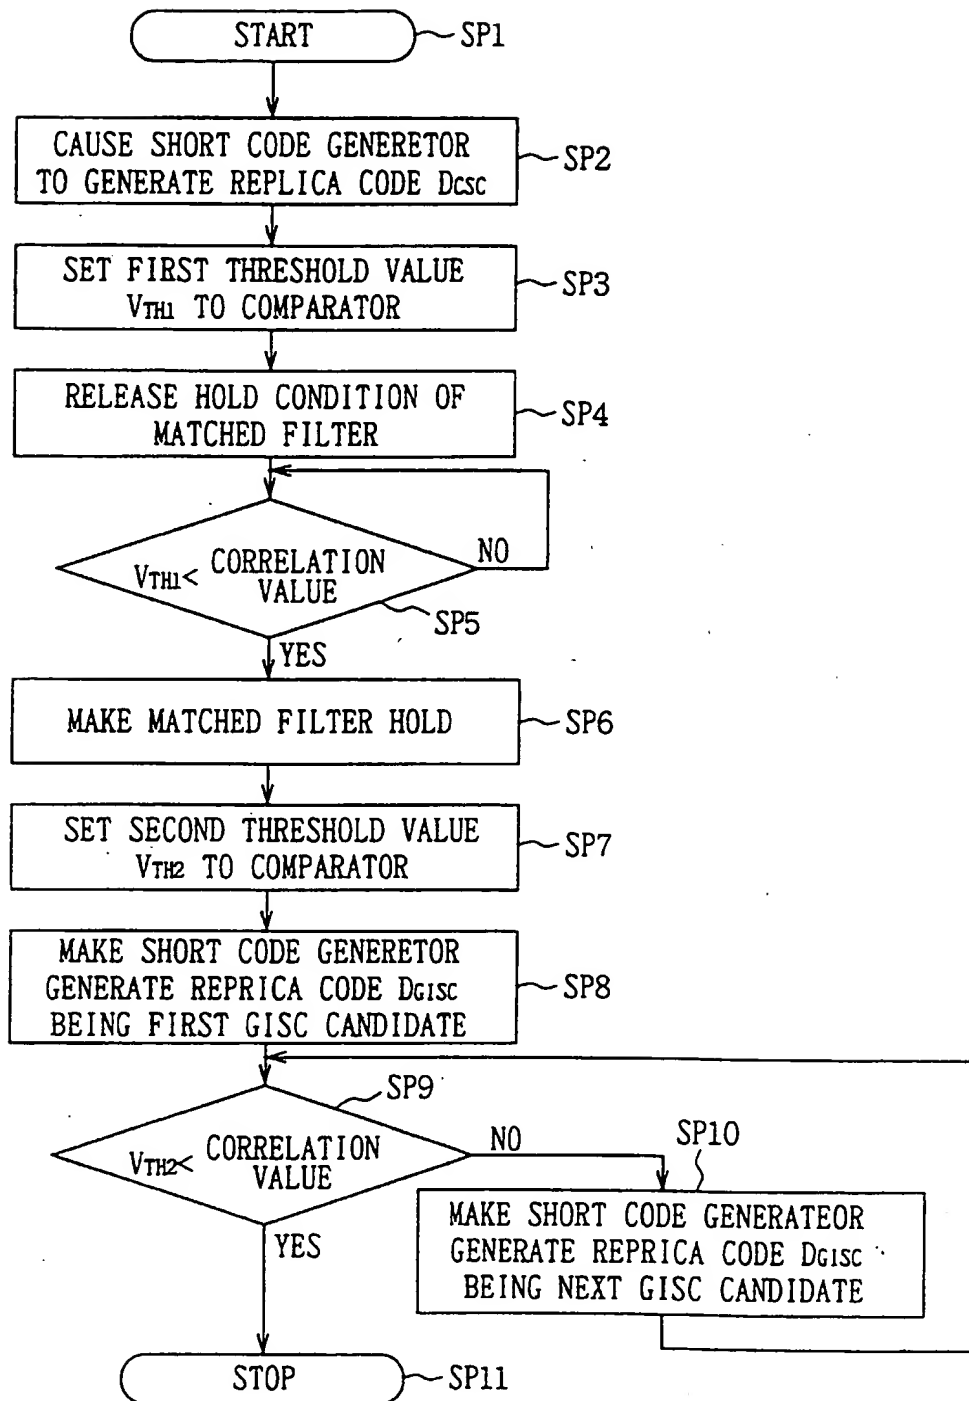 START
SP1
CAUSE SHORT CODE GENERETOR
TO GENERATE REPLICA CODE DCSC
SP2
SET FIRST THRESHOLD VALUE
VTH1 TO COMPARATOR
SP3
RELEASE HOLD CONDITION OF
MATCHED FILTER
SP4
VTH1< CORRELATION
VALUE
NO
SP5
YES
MAKE MATCHED FILTER HOLD
SP6
SET SECOND THRESHOLD VALUE
VTH2 TO COMPARATOR
SP7
MAKE SHORT CODE GENERETOR
GENERATE REPRICA CODE DGISC
BEING FIRST GISC CANDIDATE
SP8
SP9
VTH2< CORRELATION
VALUE
NO
SP10
YES
MAKE SHORT CODE GENERATEOR
GENERATE REPRICA CODE DGISC
BEING NEXT GISC CANDIDATE
STOP
SP11